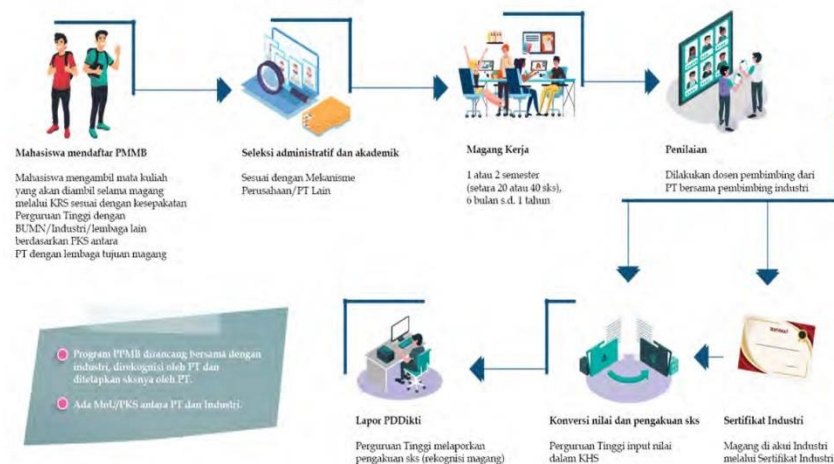 Mahasiswa mendaftar PMMB
Mahasiswa mengambil mata kuliah
yang akan diambil selama magang
melalui KRS sesuai dengan kesepakatan
Perguruan Tinggi dengan
BUMN/Industri/lembaga lain
berdasarkan PKS antara
PT dengan lembaga tujuan magang
Seleksi administratif dan akademik
Sesuai dengan Mekanisme
Perusahaan/PT Lain
Magang Kerja
1 atau 2 semester
(setara 20 atau 40 sks),
6 bulan s.d. 1 tahun
Penilaian
Dilakukan dosen pembimbing dari
PT bersama pembimbing industri
Program PPMB dirancang bersama dengan
industri, direkognisi oleh PT dan
ditetapkan sksnya oleh PT.
Ada MoU/PKS antara PT dan Industri.
Lapor PDDikti
Perguruan Tinggi melaporkan
pengakuan sks (rekognisi magang)
Konversi nilai dan pengakuan sks
Perguruan Tinggi input nilai
dalam KHS
Sertifikat Industri
Magang di akui Industri
melalui Sertifikat Industri